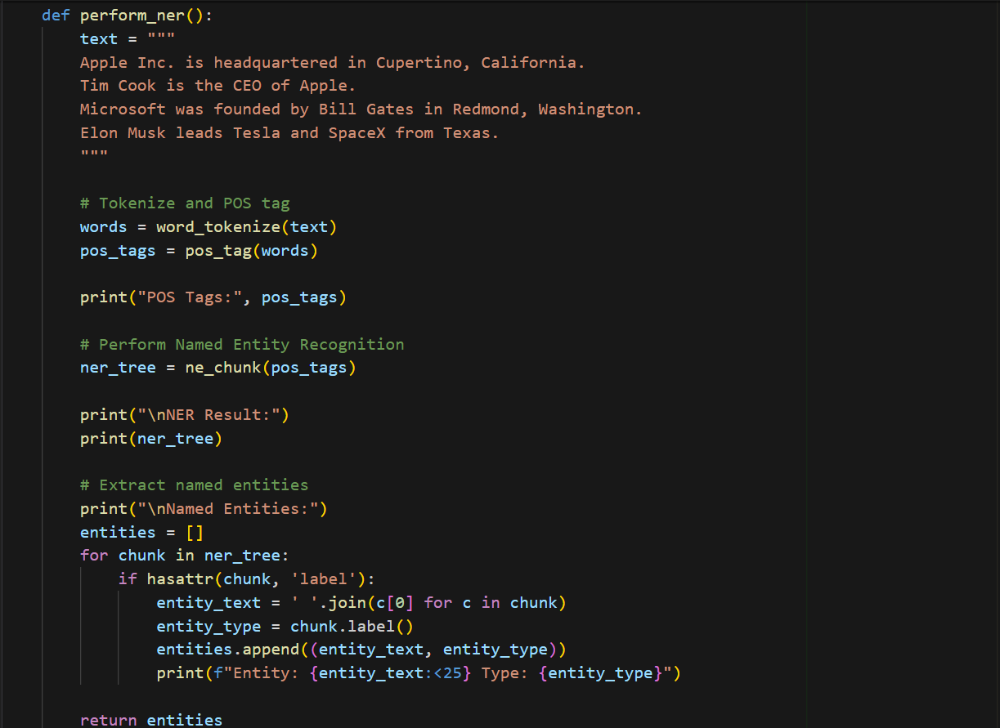 def perform_ner():
    text = """
    Apple Inc. is headquartered in Cupertino, California.
    Tim Cook is the CEO of Apple.
    Microsoft was founded by Bill Gates in Redmond, Washington.
    Elon Musk leads Tesla and SpaceX from Texas.
    """

    # Tokenize and POS tag
    words = word_tokenize(text)
    pos_tags = pos_tag(words)

    print("POS Tags:", pos_tags)

    # Perform Named Entity Recognition
    ner_tree = ne_chunk(pos_tags)

    print("\nNER Result:")
    print(ner_tree)

    # Extract named entities
    print("\nNamed Entities:")
    entities = []
    for chunk in ner_tree:
        if hasattr(chunk, 'label'):
            entity_text = ' '.join(c[0] for c in chunk)
            entity_type = chunk.label()
            entities.append((entity_text, entity_type))
            print(f"Entity: {entity_text:<25} Type: {entity_type}")

    return entities